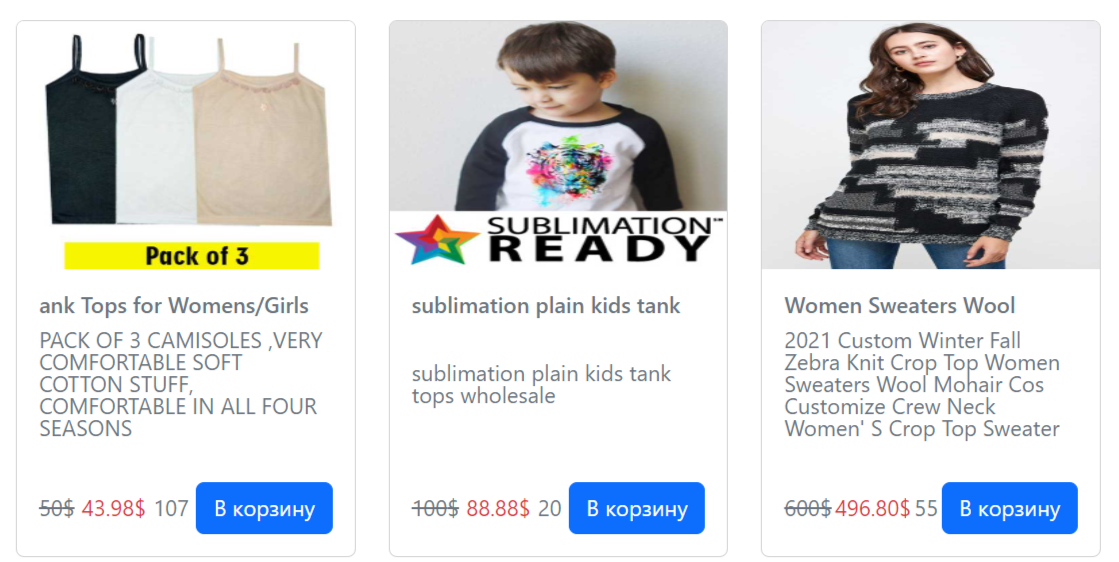 Pack of 3
ank Tops for Womens/Girls
PACK OF 3 CAMISOLES ,VERY
COMFORTABLE SOFT
COTTON STUFF,
COMFORTABLE IN ALL FOUR
SEASONS
50$ 43.98$ 107 В корзину
SUBLIMATION℠
READY
sublimation plain kids tank
sublimation plain kids tank
tops wholesale
100$ 88.88$ 20 В корзину
Women Sweaters Wool
2021 Custom Winter Fall
Zebra Knit Crop Top Women
Sweaters Wool Mohair Cos
Customize Crew Neck
Women' S Crop Top Sweater
600$ 496.80$ 55 В корзину